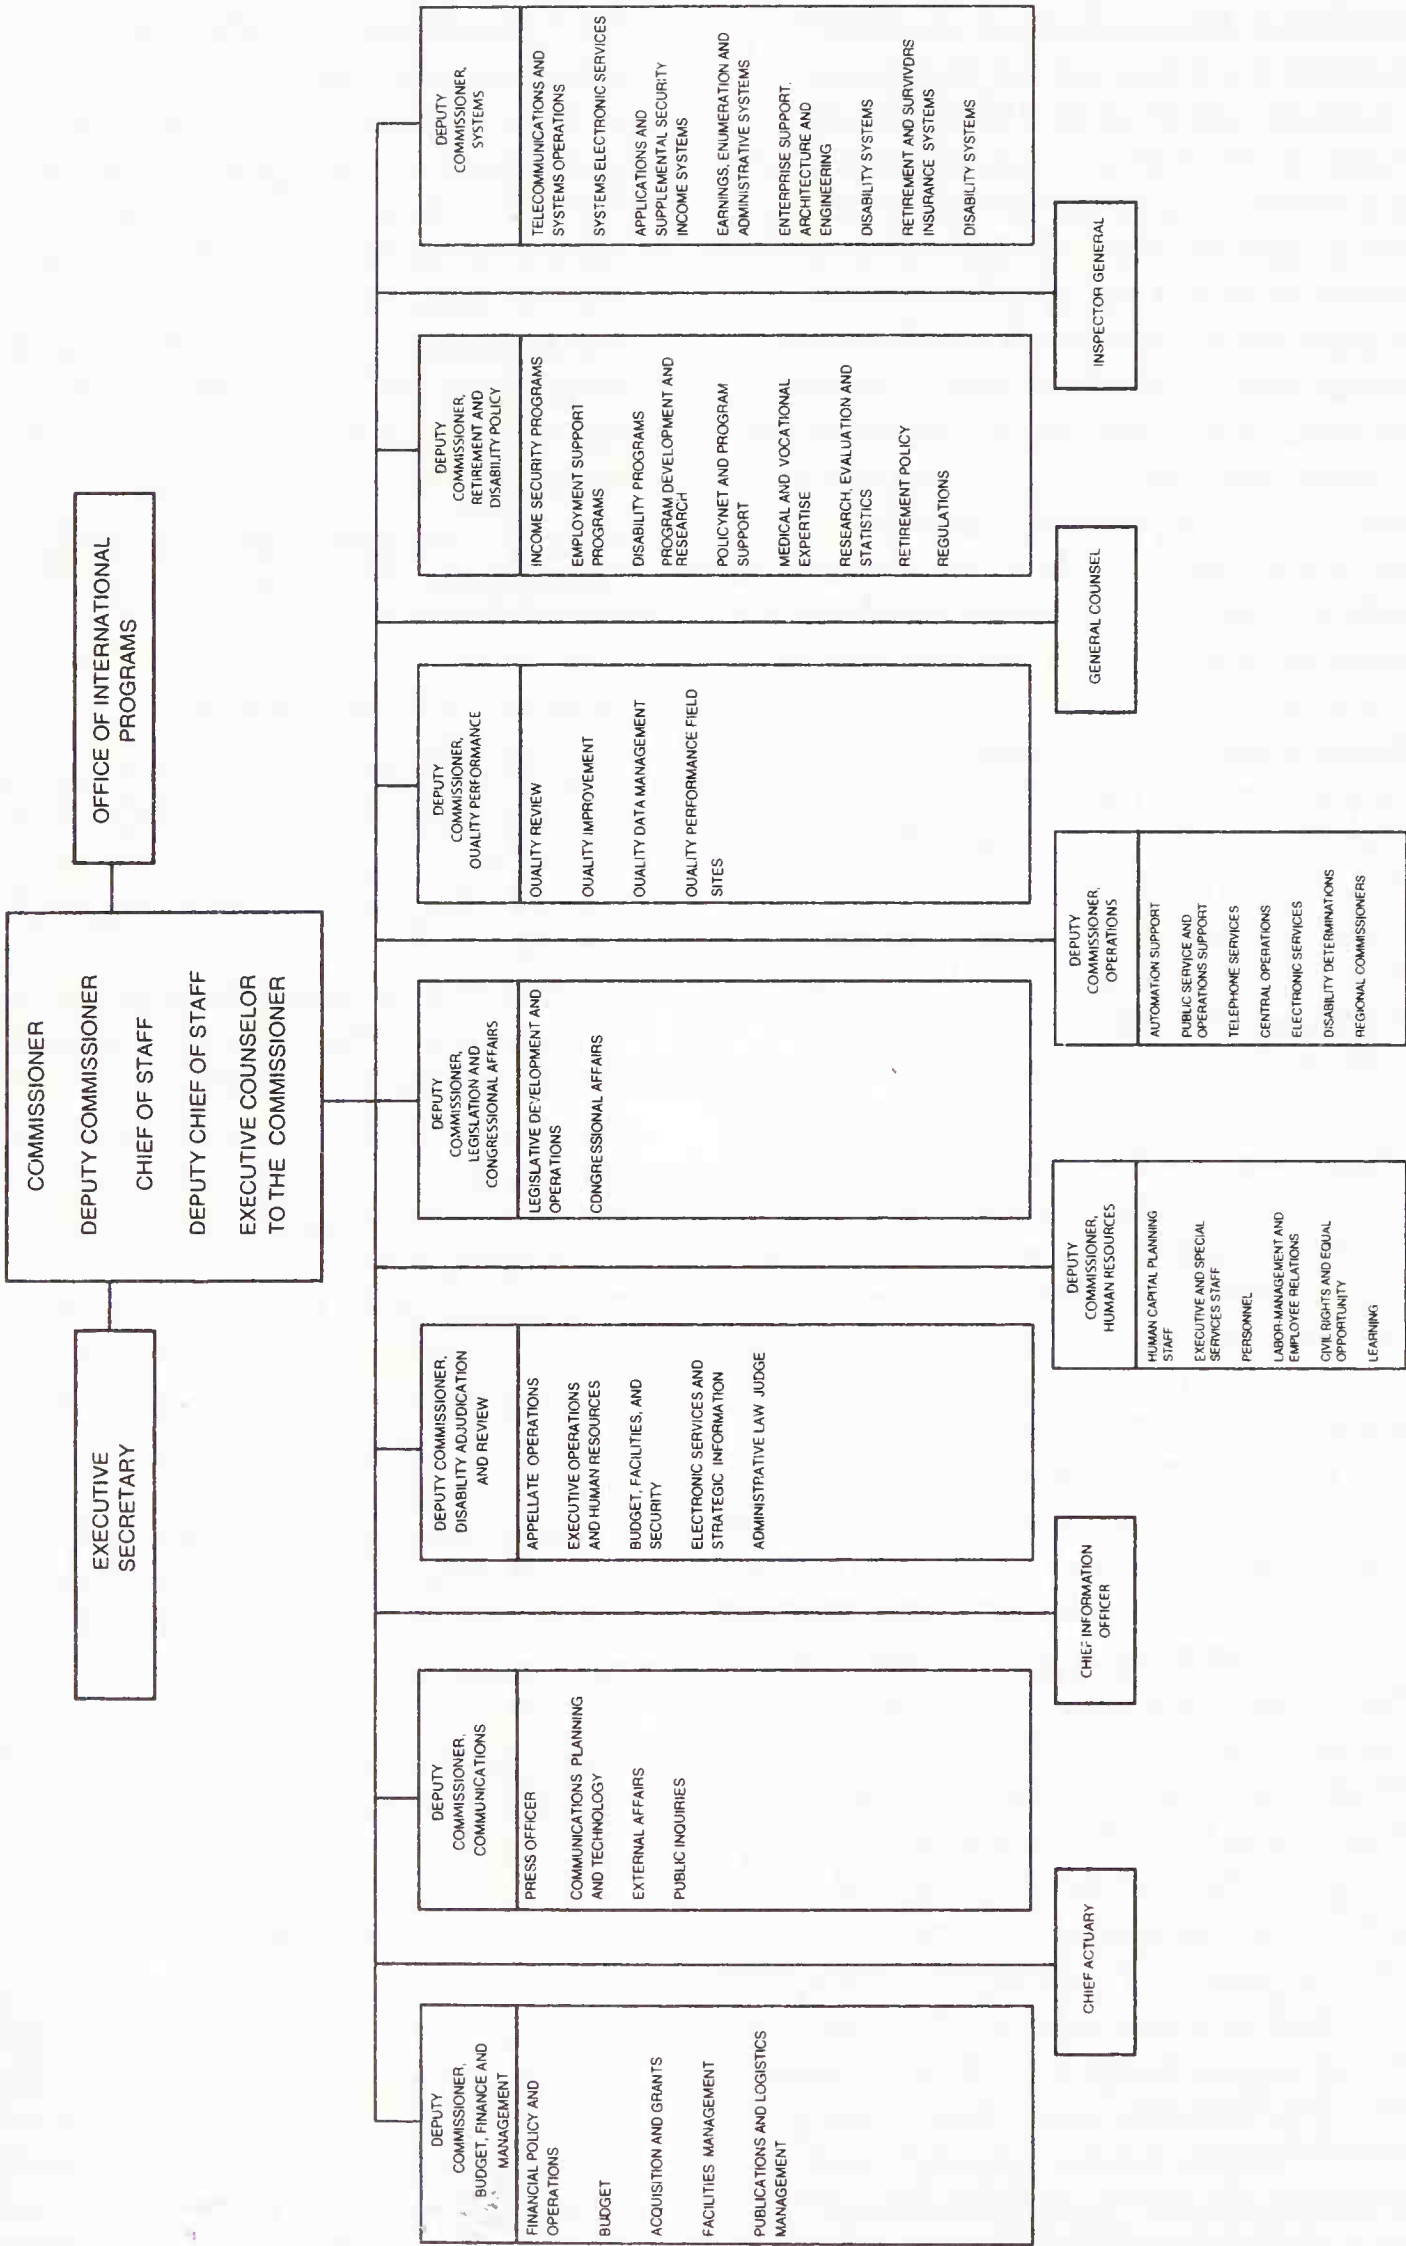 COMMISSIONER
DEPUTY COMMISSIONER
CHIEF OF STAFF
DEPUTY CHIEF OF STAFF
EXECUTIVE COUNSELOR
TO THE COMMISSIONER
EXECUTIVE
SECRETARY
OFFICE OF INTERNATIONAL
PROGRAMS
DEPUTY
COMMISSIONER,
BUDGET, FINANCE AND
MANAGEMENT
FINANCIAL POLICY AND
OPERATIONS
BUDGET
ACQUISITION AND GRANTS
FACILITIES MANAGEMENT
PUBLICATIONS AND LOGISTICS
MANAGEMENT
DEPUTY
COMMISSIONER,
COMMUNICATIONS
PRESS OFFICER
COMMUNICATIONS PLANNING
AND TECHNOLOGY
EXTERNAL AFFAIRS
PUBLIC INQUIRIES
DEPUTY COMMISSIONER,
DISABILITY ADJUDICATION
AND REVIEW
APPELLATE OPERATIONS
EXECUTIVE OPERATIONS
AND HUMAN RESOURCES
BUDGET, FACILITIES, AND
SECURITY
ELECTRONIC SERVICES AND
STRATEGIC INFORMATION
ADMINISTRATIVE LAW JUDGE
DEPUTY
COMMISSIONER,
LEGISLATION AND
CONGRESSIONAL AFFAIRS
LEGISLATIVE DEVELOPMENT AND
OPERATIONS
CONGRESSIONAL AFFAIRS
DEPUTY
COMMISSIONER,
QUALITY PERFORMANCE
QUALITY REVIEW
QUALITY IMPROVEMENT
QUALITY DATA MANAGEMENT
QUALITY PERFORMANCE FIELD
SITES
DEPUTY
COMMISSIONER,
RETIREMENT AND
DISABILITY POLICY
INCOME SECURITY PROGRAMS
EMPLOYMENT SUPPORT
PROGRAMS
DISABILITY PROGRAMS
PROGRAM DEVELOPMENT AND
RESEARCH
POLICYNET AND PROGRAM
SUPPORT
MEDICAL AND VOCATIONAL
EXPERTISE
RESEARCH, EVALUATION AND
STATISTICS
RETIREMENT POLICY
REGULATIONS
DEPUTY
COMMISSIONER,
SYSTEMS
TELECOMMUNICATIONS AND
SYSTEMS OPERATIONS
SYSTEMS ELECTRONIC SERVICES
APPLICATIONS AND
SUPPLEMENTAL SECURITY
INCOME SYSTEMS
EARNINGS, ENUMERATION AND
ADMINISTRATIVE SYSTEMS
ENTERPRISE SUPPORT,
ARCHITECTURE AND
ENGINEERING
DISABILITY SYSTEMS
RETIREMENT AND SURVIVORS
INSURANCE SYSTEMS
DISABILITY SYSTEMS
CHIEF ACTUARY
CHIEF INFORMATION
OFFICER
DEPUTY
COMMISSIONER,
HUMAN RESOURCES
HUMAN CAPITAL PLANNING
STAFF
EXECUTIVE AND SPECIAL
SERVICES STAFF
PERSONNEL
LABOR-MANAGEMENT AND
EMPLOYEE RELATIONS
CIVIL RIGHTS AND EQUAL
OPPORTUNITY
LEARNING
DEPUTY
COMMISSIONER,
OPERATIONS
AUTOMATION SUPPORT
PUBLIC SERVICE AND
OPERATIONS SUPPORT
TELEPHONE SERVICES
CENTRAL OPERATIONS
ELECTRONIC SERVICES
DISABILITY DETERMINATIONS
REGIONAL COMMISSIONERS
GENERAL COUNSEL
INSPECTOR GENERAL